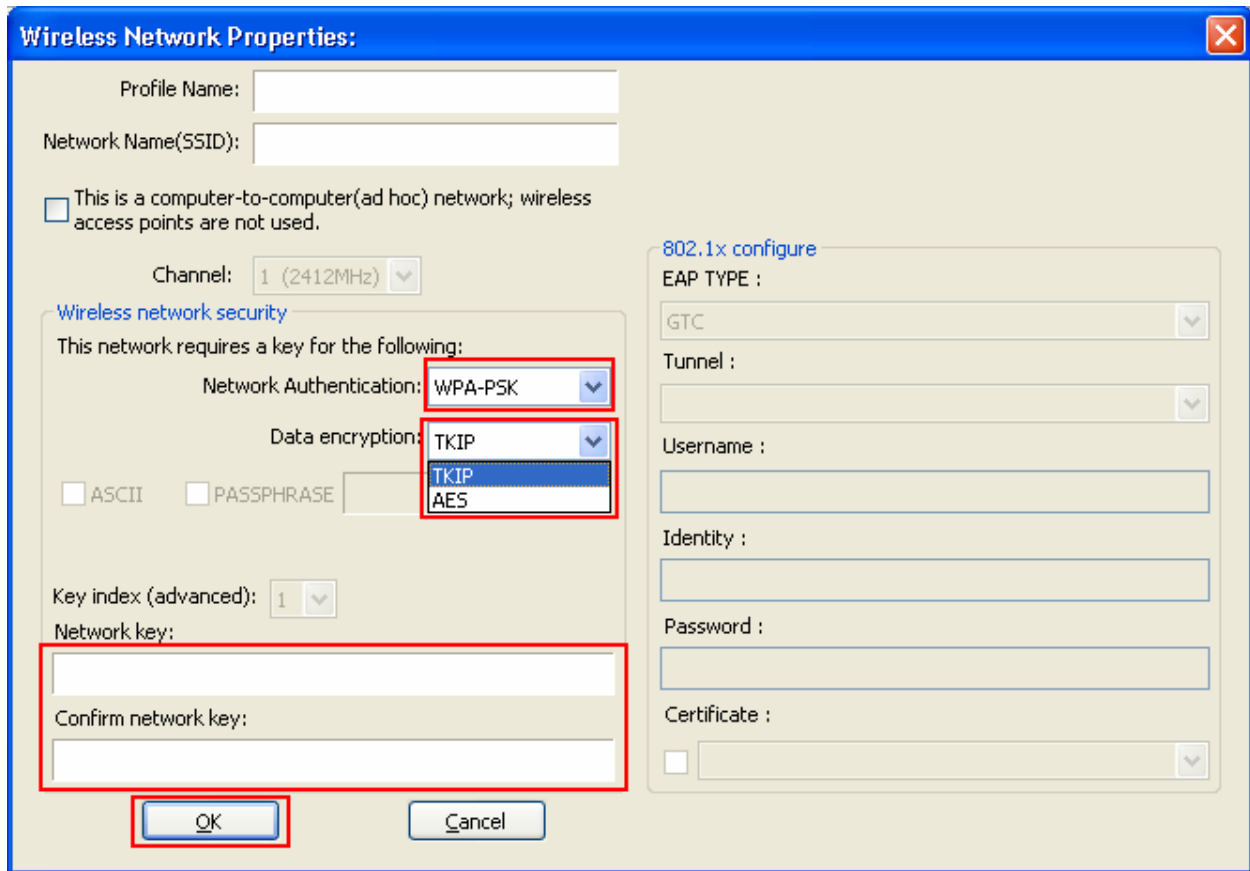 Wireless Network Properties:
Profile Name:
Network Name(SSID):
This is a computer-to-computer(ad hoc) network; wireless
access points are not used.
Channel: 1 (2412MHz)
Wireless network security
This network requires a key for the following:
Network Authentication: WPA-PSK
Data encryption: TKIP
TKIP
AES
ASCII PASSPHRASE
Key index (advanced): 1
Network key:
Confirm network key:
OK Cancel
802.1x configure
EAP TYPE :
GTC
Tunnel :
Username :
Identity :
Password :
Certificate :